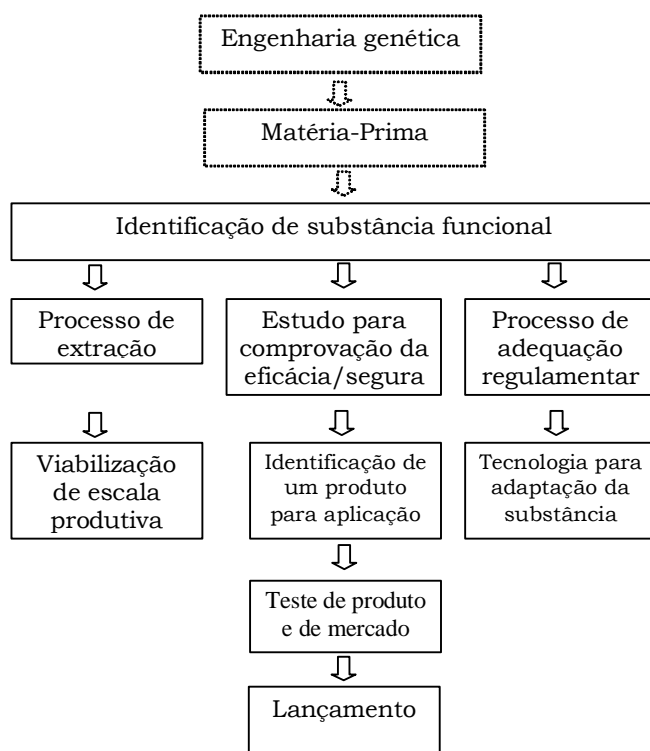 Engenharia genética
Matéria-Prima
Identificação de substância funcional
Processo de
extração
Estudo para
comprovação da
eficácia/segura
Processo de
adequação
regulamentar
Viabilização
de escala
produtiva
Identificação de
um produto
para aplicação
Tecnologia para
adaptação da
substância
Teste de produto
e de mercado
Lançamento